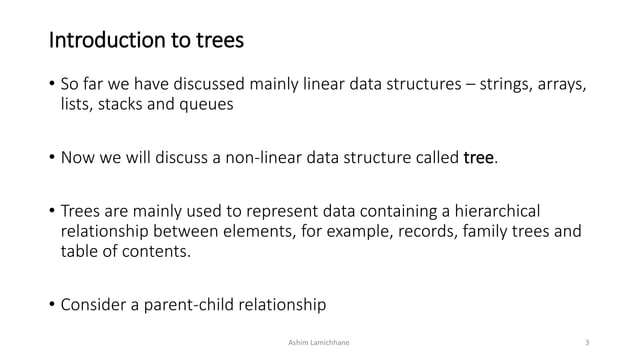 Introduction to trees
• So far we have discussed mainly linear data structures – strings, arrays,
lists, stacks and queues
• Now we will discuss a non-linear data structure called tree.
• Trees are mainly used to represent data containing a hierarchical
relationship between elements, for example, records, family trees and
table of contents.
• Consider a parent-child relationship
Ashim Lamichhane
3